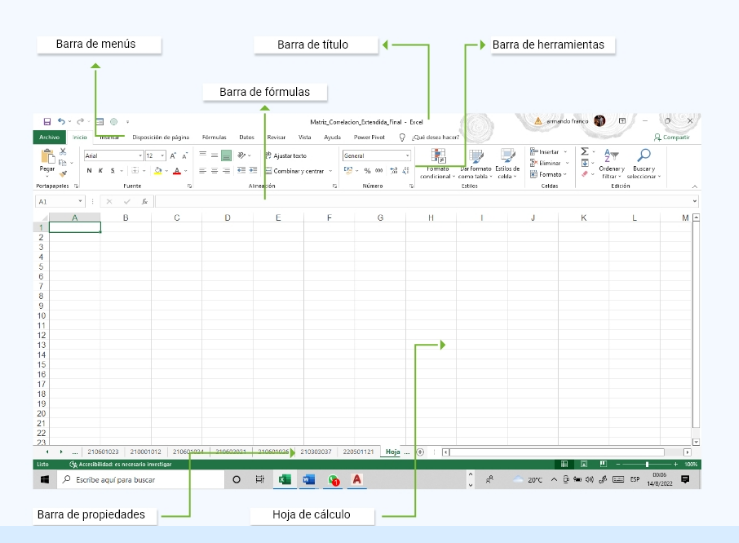 Barra de menús
Barra de título
Barra de herramientas
Barra de fórmulas
Matriz_Correlacion_Extendida_final - Excel
armando franco
Archivo Inicio Insertar Disposición de página Fórmulas Datos Revisar Vista Ayuda Power Pivot ¿Qué desea hacer?
Compartir
Pegar
Arial
12
A A
N K S
A
Ajustar texto
Combinar y centrar
General
% 000
Formato condicional
Dar formato como tabla
Estilos de celda
Insertar
Eliminar
Formato
Ordenar y filtrar
Buscar y seleccionar
Portapapeles Fuente Alineación Número Estilos Celdas Edición
A1
fx
A B C D E F G H I J K L M
1
2
3
4
5
6
7
8
9
10
11
12
13
14
15
16
17
18
19
20
21
22
23
... 210601023 210001012 210601024 210602021 210601026 210303037 220501121 Hoja ...
Listo Accesibilidad: es necesario investigar
100%
Escribe aquí para buscar
20°C
ESP
00:06
14/8/2022
Barra de propiedades
Hoja de cálculo